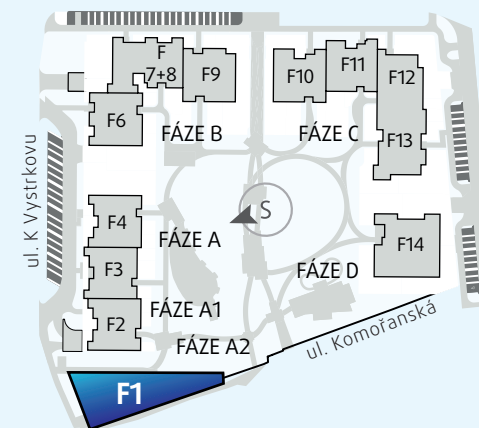 F
7+8
F9
F10
F11
F12
F6
FÁZE B
FÁZE C
F13
ul. K Vystrkovu
F4
FÁZE A
S
F14
F3
FÁZE D
FÁZE A1
F2
FÁZE A2
ul. Komořanská
F1